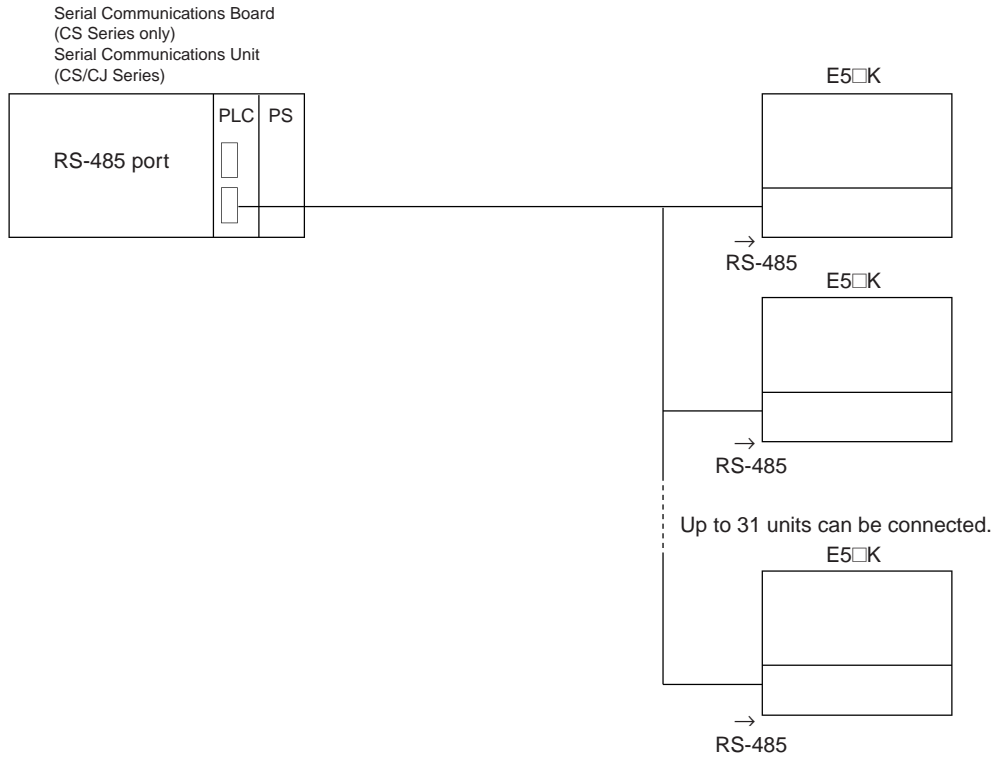 Serial Communications Board
(CS Series only)
Serial Communications Unit
(CS/CJ Series)
E5□K
PLC
PS
RS-485 port
→
RS-485
E5□K
→
RS-485
Up to 31 units can be connected.
E5□K
→
RS-485